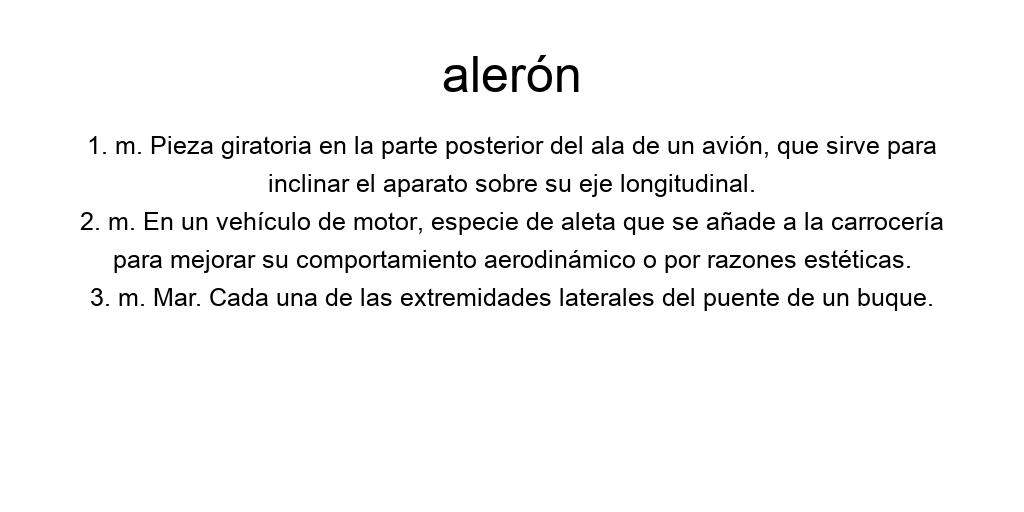 alerón
1. m. Pieza giratoria en la parte posterior del ala de un avión, que sirve para
inclinar el aparato sobre su eje longitudinal.
2. m. En un vehículo de motor, especie de aleta que se añade a la carrocería
para mejorar su comportamiento aerodinámico o por razones estéticas.
3. m. Mar. Cada una de las extremidades laterales del puente de un buque.